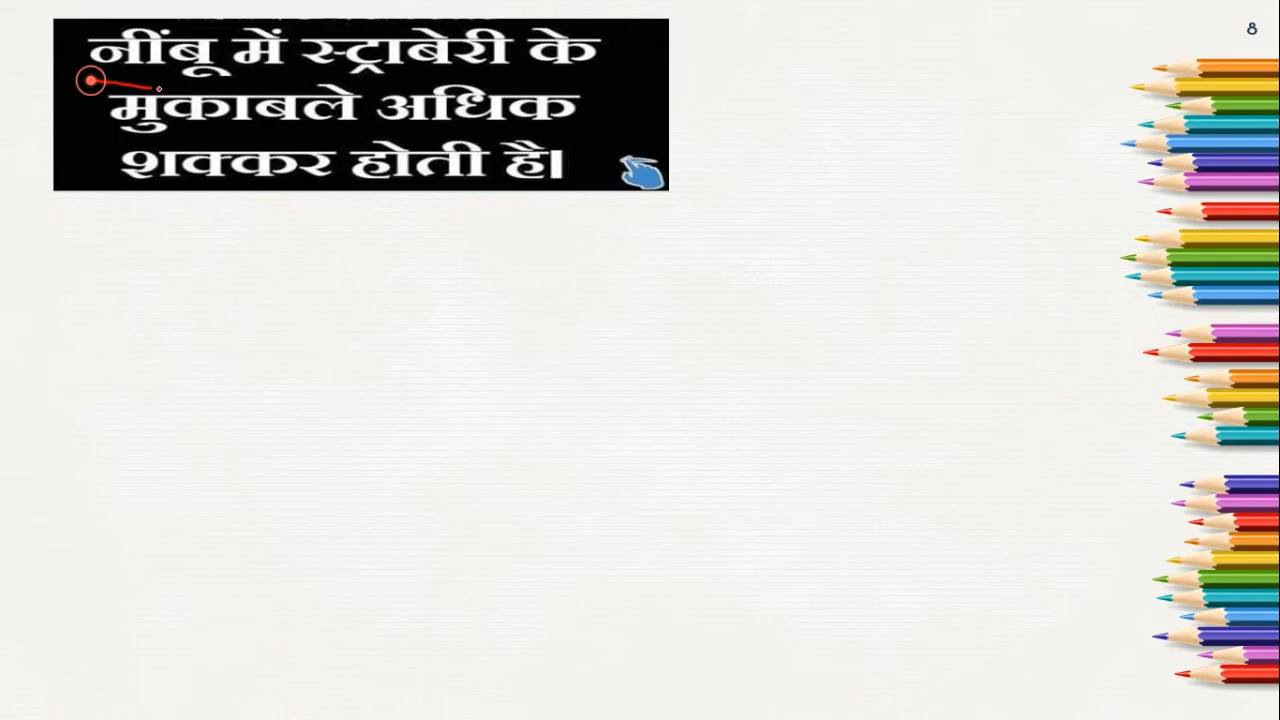 8
नींबू में स्ट्राबेरी के
मुकाबले अधिक
शक्कर होती है।